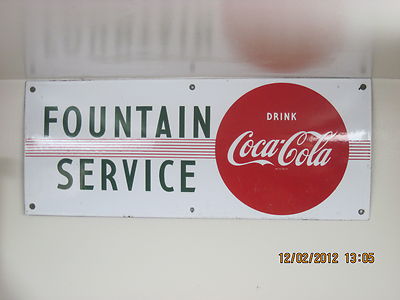 FOUNTAIN
SERVICE
DRINK
Coca-Cola
12/02/2012 13:05